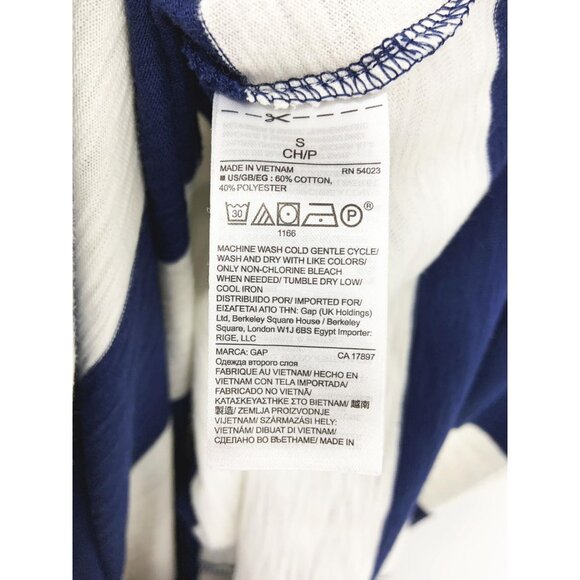 S
CH/P
MADE IN VIETNAM RN 54023
■ US/GB/EG : 60% COTTON,
40% POLYESTER
30 P ®
1166
MACHINE WASH COLD GENTLE CYCLE/
WASH AND DRY WITH LIKE COLORS/
ONLY NON-CHLORINE BLEACH
WHEN NEEDED/ TUMBLE DRY LOW/
COOL IRON
DISTRIBUIDO POR/ IMPORTED FOR/
ΕΙΣΑΓΕΤΑΙ ΑΠΟ ΤΗΝ: Gap (UK Holdings)
Ltd, Berkeley Square House / Berkeley
Square, London W1J 6BS Egypt Importer:
RIGE, LLC
MARCA: GAP CA 17897
Одежда второго слоя
FABRIQUE AU VIETNAM/ HECHO EN
VIETNAM CON TELA IMPORTADA/
FABRICADO NO VIETNÃ/
ΚΑΤΑΣΚΕΥΑΣΤΗΚΕ ΣΤΟ ΒΙΕΤΝΑΜ/ 越南
製造/ ZEMLJA PROIZVODNJE
VIJETNAM/ SZÁRMAZÁSI HELY:
VIETNÁM/ DIBUAT DI VIETNAM/
СДЕЛАНО ВО ВЬЕТНАМЕ/ MADE IN